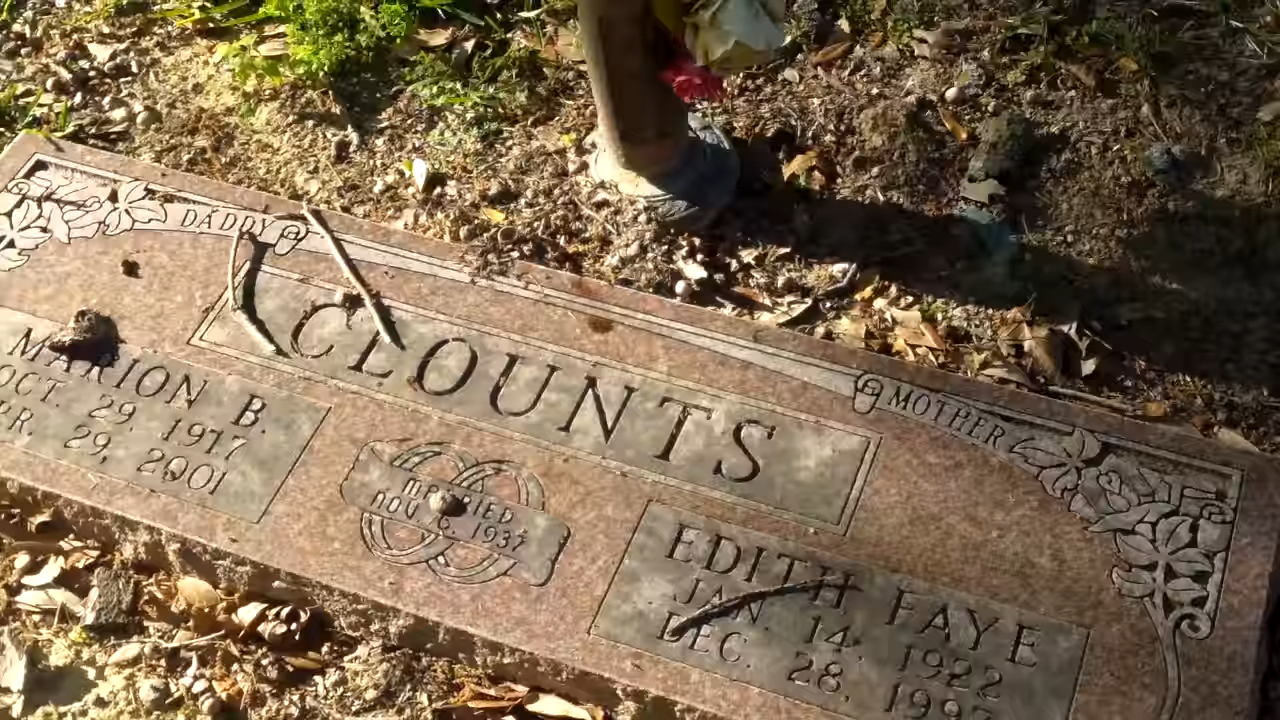 DADDY
CLOUNTS
MOTHER
MARION B.
OCT. 29, 1917
29, 2001
MARRIED
NOV 6, 1937
EDITH FAYE
JAN. 14, 1922
DEC. 28,